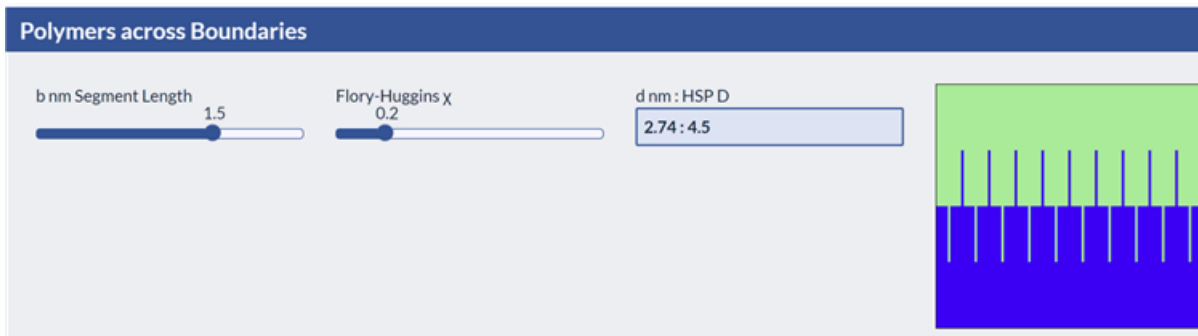 Polymers across Boundaries
b nm Segment Length
1.5
Flory-Huggins χ
0.2
d nm : HSP D
2.74 : 4.5